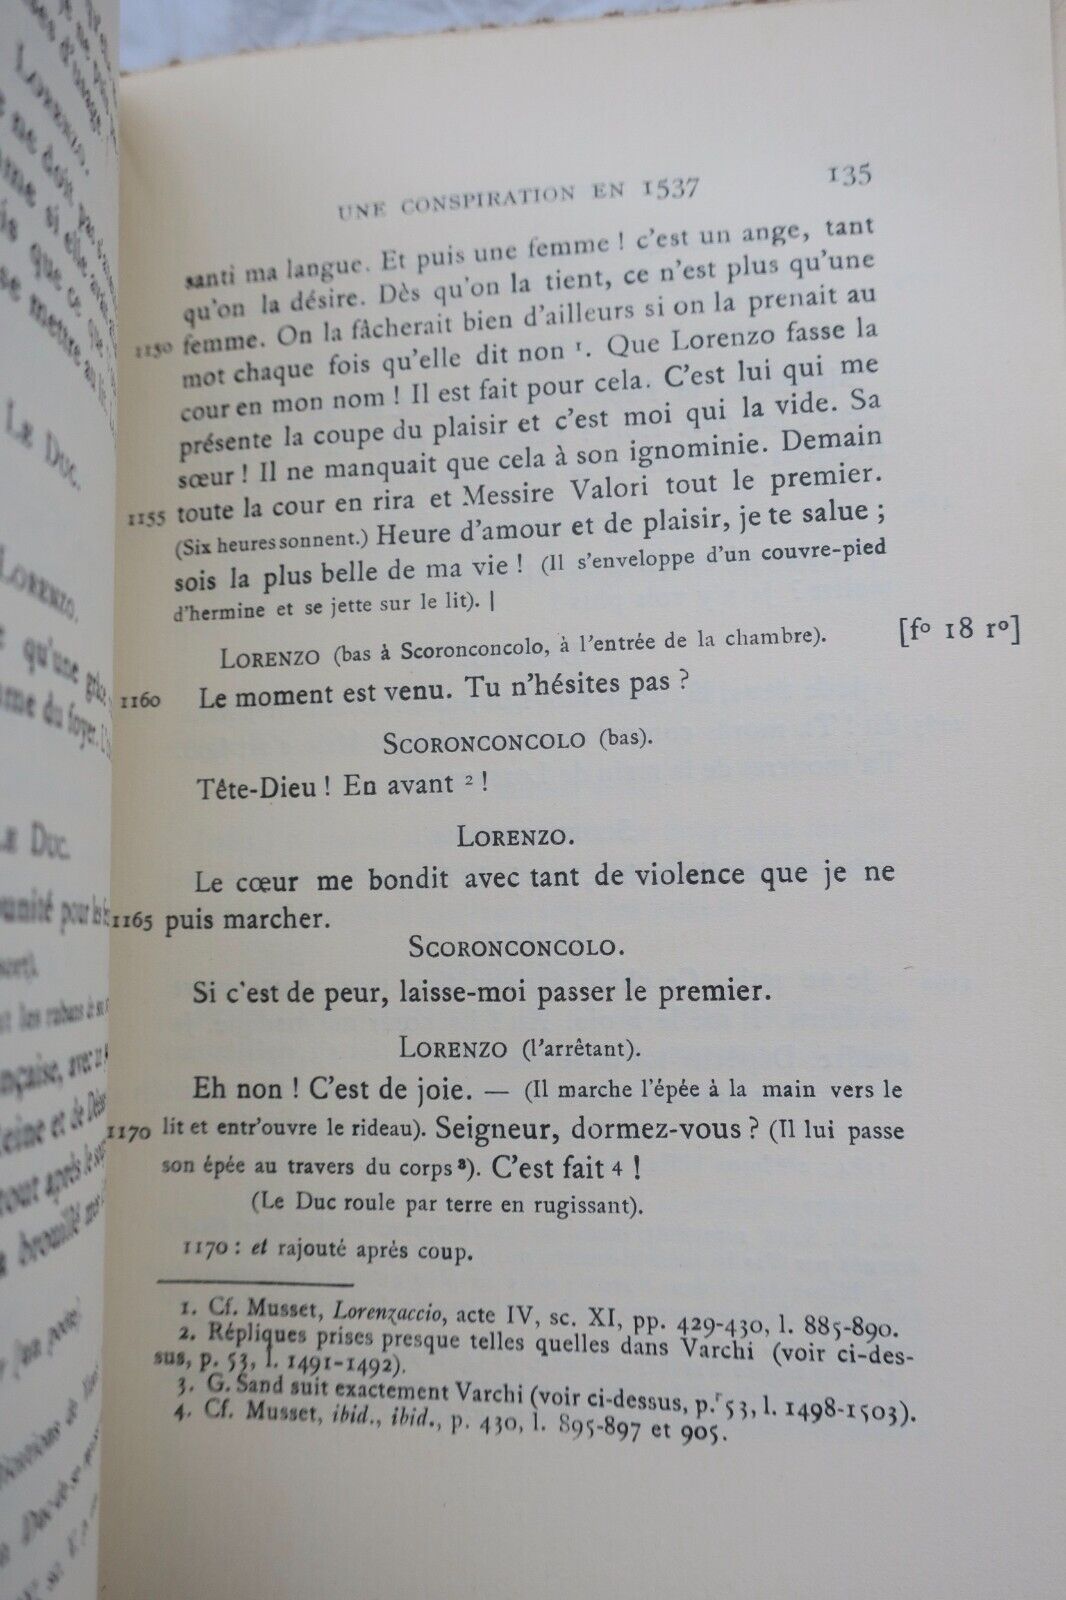 UNE CONSPIRATION EN 1537 135
santi ma langue. Et puis une femme ! c'est un ange, tant
qu'on la désire. Dès qu'on la tient, ce n'est plus qu'une
1150 femme. On la fâcherait bien d'ailleurs si on la prenait au
mot chaque fois qu'elle dit non ¹. Que Lorenzo fasse la
cour en mon nom ! Il est fait pour cela. C'est lui qui me
présente la coupe du plaisir et c'est moi qui la vide. Sa
sœur ! Il ne manquait que cela à son ignominie. Demain
1155 toute la cour en rira et Messire Valori tout le premier.
(Six heures sonnent.) Heure d'amour et de plaisir, je te salue ;
sois la plus belle de ma vie ! (Il s'enveloppe d'un couvre-pied
d'hermine et se jette sur le lit). |
LORENZO (bas à Scoronconcolo, à l'entrée de la chambre). [fº 18 rº]
1160 Le moment est venu. Tu n'hésites pas ?
SCORONCONCOLO (bas).
Tête-Dieu ! En avant ² !
LORENZO.
Le cœur me bondit avec tant de violence que je ne
1165 puis marcher.
SCORONCONCOLO.
Si c'est de peur, laisse-moi passer le premier.
LORENZO (l'arrêtant).
Eh non ! C'est de joie. — (Il marche l'épée à la main vers le
1170 lit et entr'ouvre le rideau). Seigneur, dormez-vous ? (Il lui passe
son épée au travers du corps³). C'est fait 4 !
(Le Duc roule par terre en rugissant).
1170 : et rajouté après coup.
1. Cf. Musset, Lorenzaccio, acte IV, sc. XI, pp. 429-430, l. 885-890.
2. Répliques prises presque telles quelles dans Varchi (voir ci-des-
sus, p. 53, l. 1491-1492).
3. G. Sand suit exactement Varchi (voir ci-dessus, p. 53, l. 1498-1503).
4. Cf. Musset, ibid., ibid., p. 430, l. 895-897 et 905.
LORENZO.
LE DUC.
LORENZO.
qu'une
du foyer.
LE DUC.
pour les